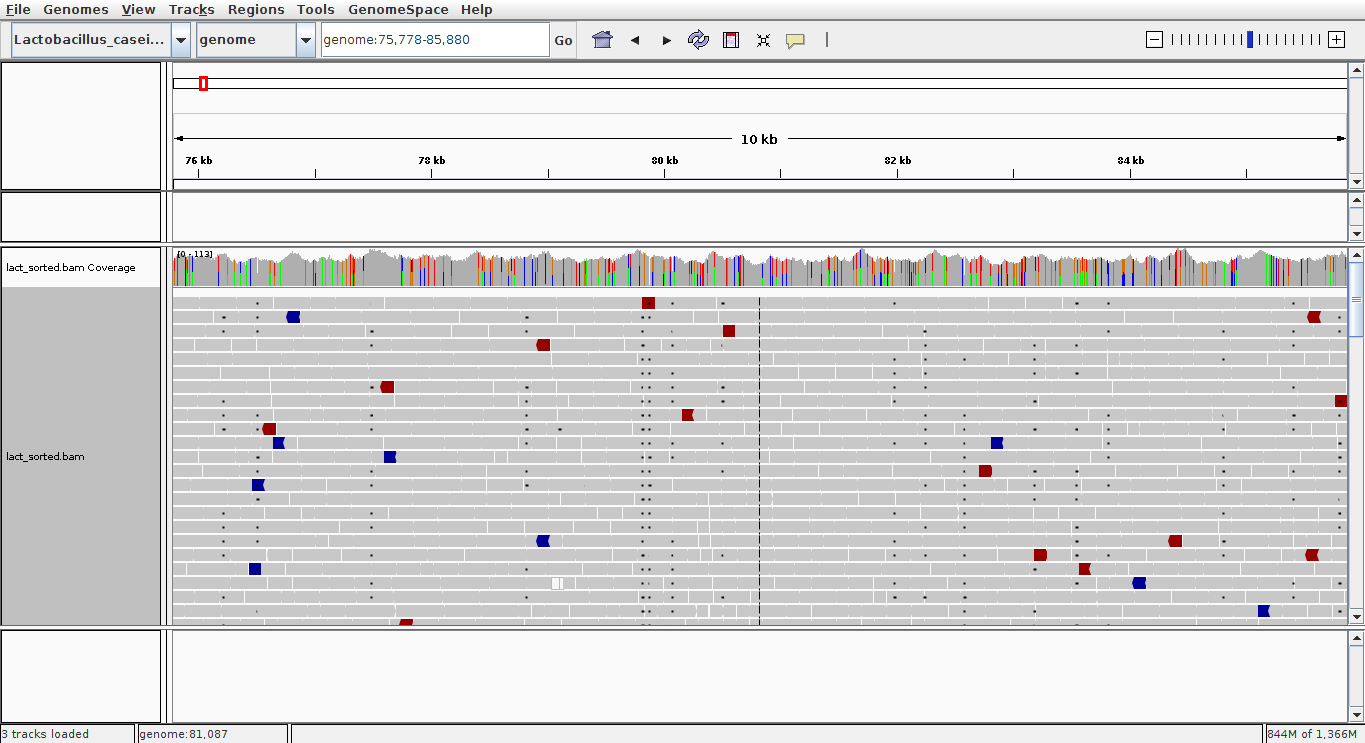 File Genomes View Tracks Regions Tools GenomeSpace Help
Lactobacillus_casei... genome genome:75,778-85,880 Go
10 kb
76 kb 78 kb 80 kb 82 kb 84 kb
[0 - 113]
lact_sorted.bam Coverage
lact_sorted.bam
3 tracks loaded genome:81,087 844M of 1,366M